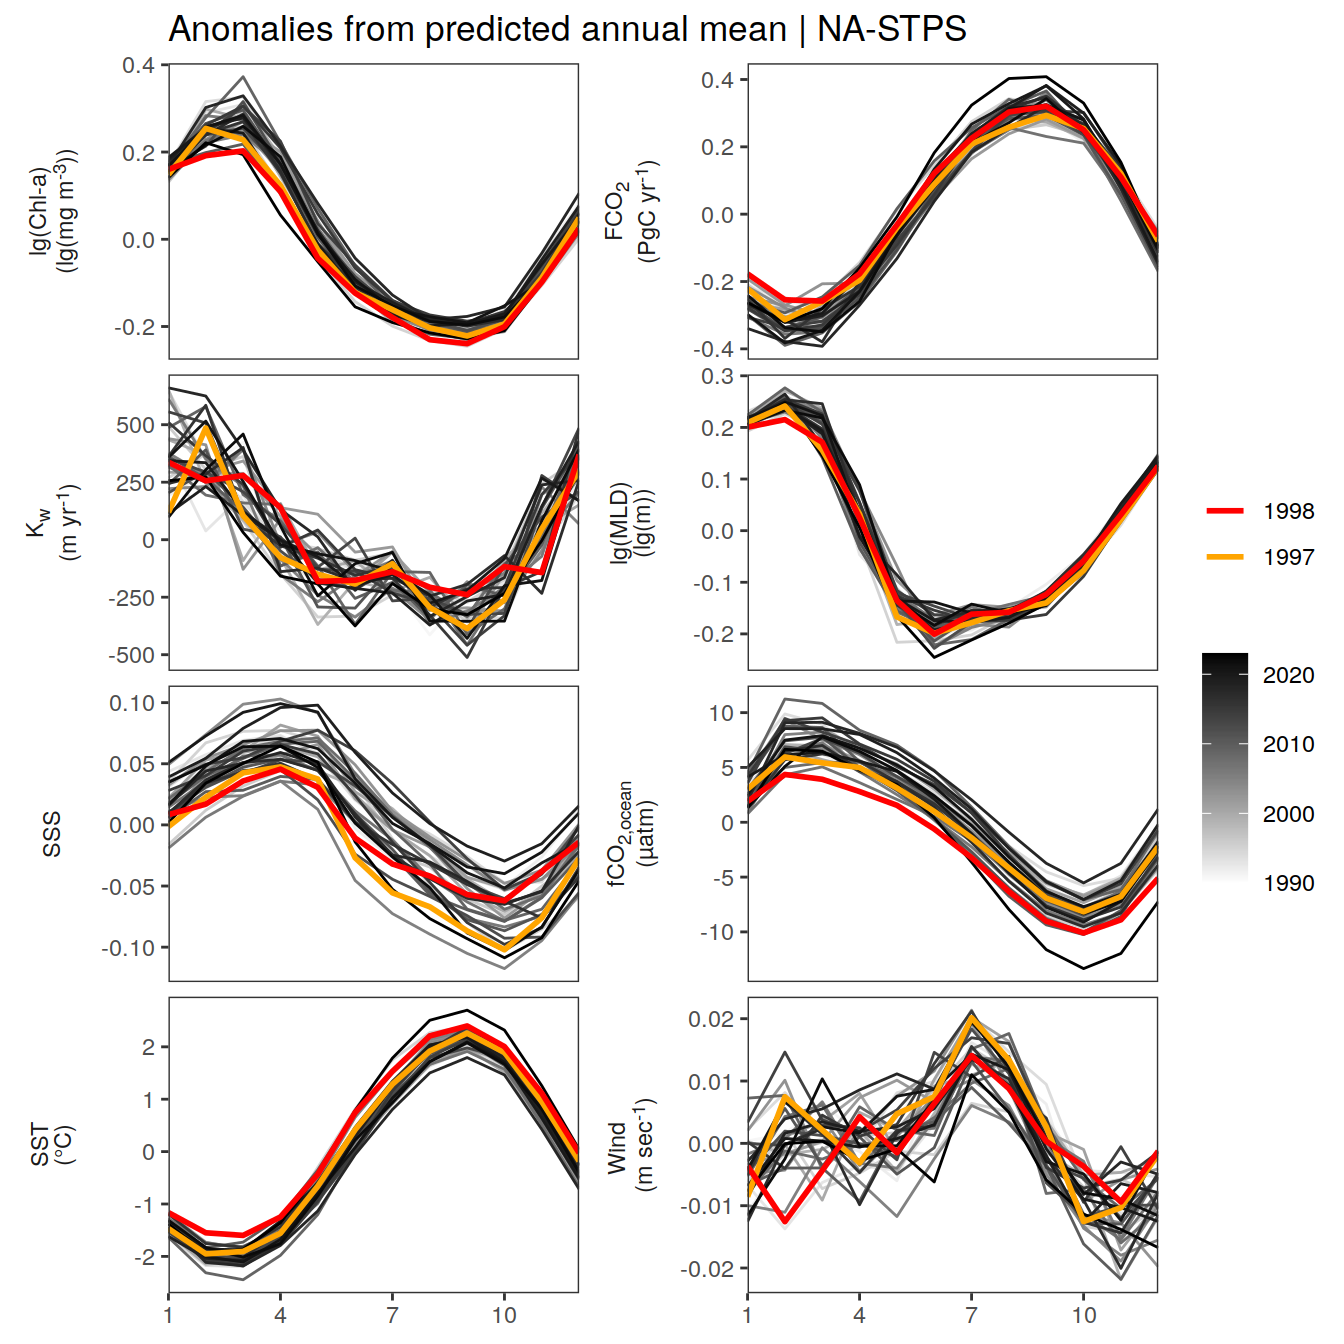 Anomalies from predicted annual mean | NA-STPS
lg(Chl-a)
(lg(mg m-3))
0.4
0.2
0.0
-0.2
FCO2
(PgC yr-1)
0.4
0.2
0.0
-0.2
-0.4
Kw
(m yr-1)
500
250
0
-250
-500
lg(MLD)
(lg(m))
0.3
0.2
0.1
0.0
-0.1
-0.2
SSS
0.10
0.05
0.00
-0.05
-0.10
fCO2,ocean
(µatm)
10
5
0
-5
-10
SST
(°C)
2
1
0
-1
-2
1 4 7 10
Wind
(m sec-1)
0.02
0.01
0.00
-0.01
-0.02
1 4 7 10
1998
1997
2020
2010
2000
1990